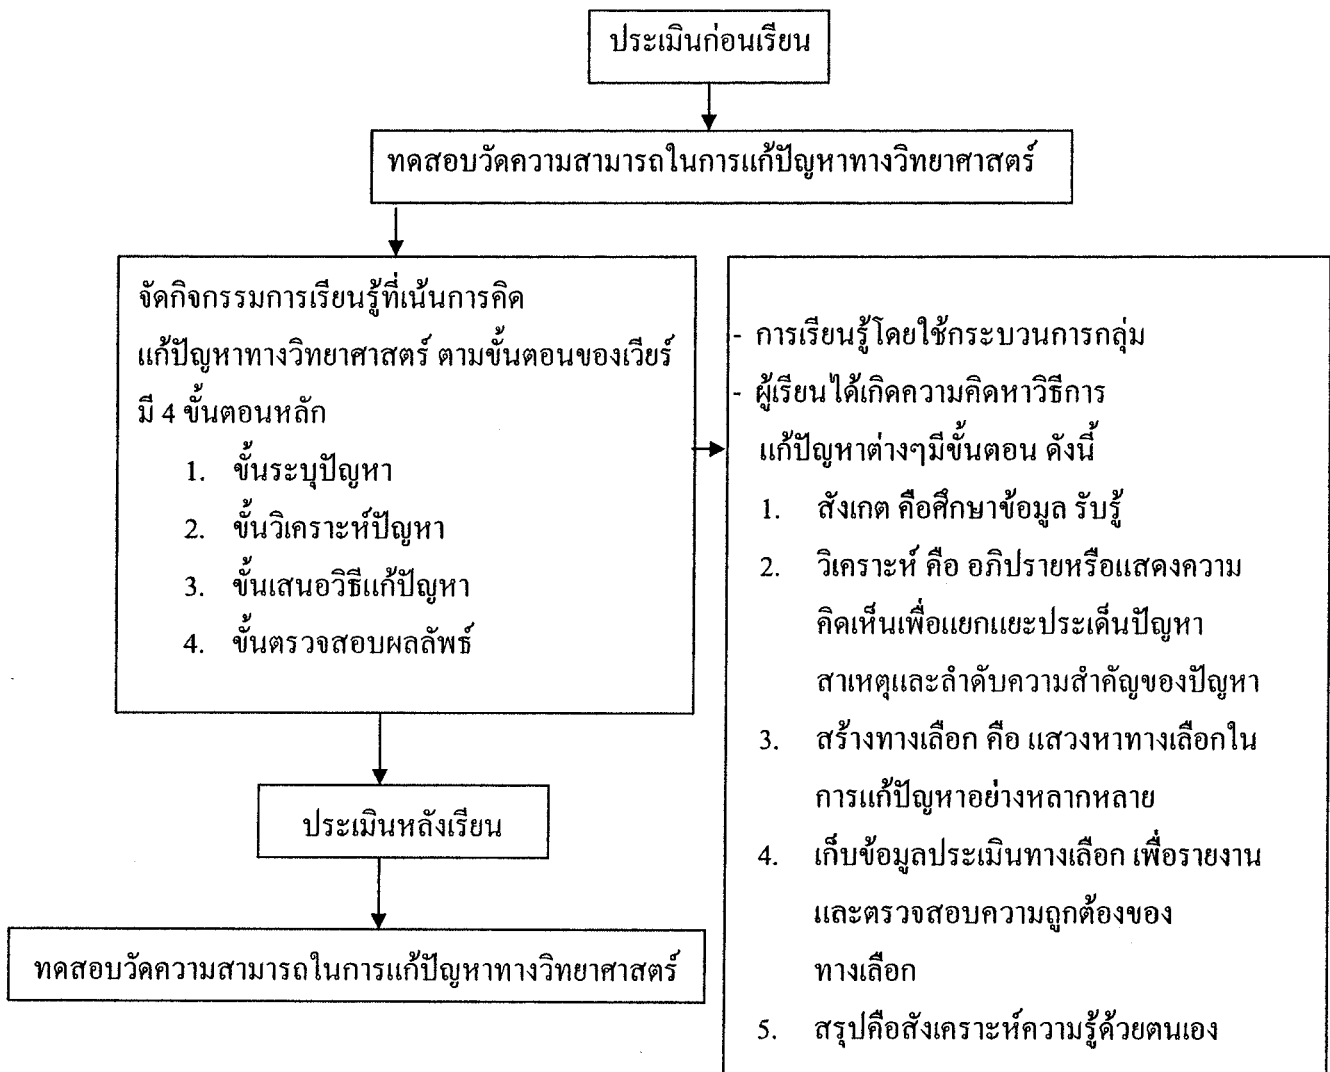 ประเมินก่อนเรียน
ทดสอบวัดความสามารถในการแก้ปัญหาทางวิทยาศาสตร์
จัดกิจกรรมการเรียนรู้ที่เน้นการคิด
แก้ปัญหาทางวิทยาศาสตร์ ตามขั้นตอนของเวียร์
มี 4 ขั้นตอนหลัก
1. ขั้นระบุปัญหา
2. ขั้นวิเคราะห์ปัญหา
3. ขั้นเสนอวิธีแก้ปัญหา
4. ขั้นตรวจสอบผลลัพธ์
- การเรียนรู้โดยใช้กระบวนการกลุ่ม
- ผู้เรียนได้เกิดความคิดหาวิธีการ
แก้ปัญหาต่างๆมีขั้นตอน ดังนี้
1. สังเกต คือศึกษาข้อมูล รับรู้
2. วิเคราะห์ คือ อภิปรายหรือแสดงความ
คิดเห็นเพื่อแยกแยะประเด็นปัญหา
สาเหตุและลำดับความสำคัญของปัญหา
3. สร้างทางเลือก คือ แสวงหาทางเลือกใน
การแก้ปัญหาอย่างหลากหลาย
4. เก็บข้อมูลประเมินทางเลือก เพื่อรายงาน
และตรวจสอบความถูกต้องของ
ทางเลือก
5. สรุปคือสังเคราะห์ความรู้ด้วยตนเอง
ประเมินหลังเรียน
ทดสอบวัดความสามารถในการแก้ปัญหาทางวิทยาศาสตร์